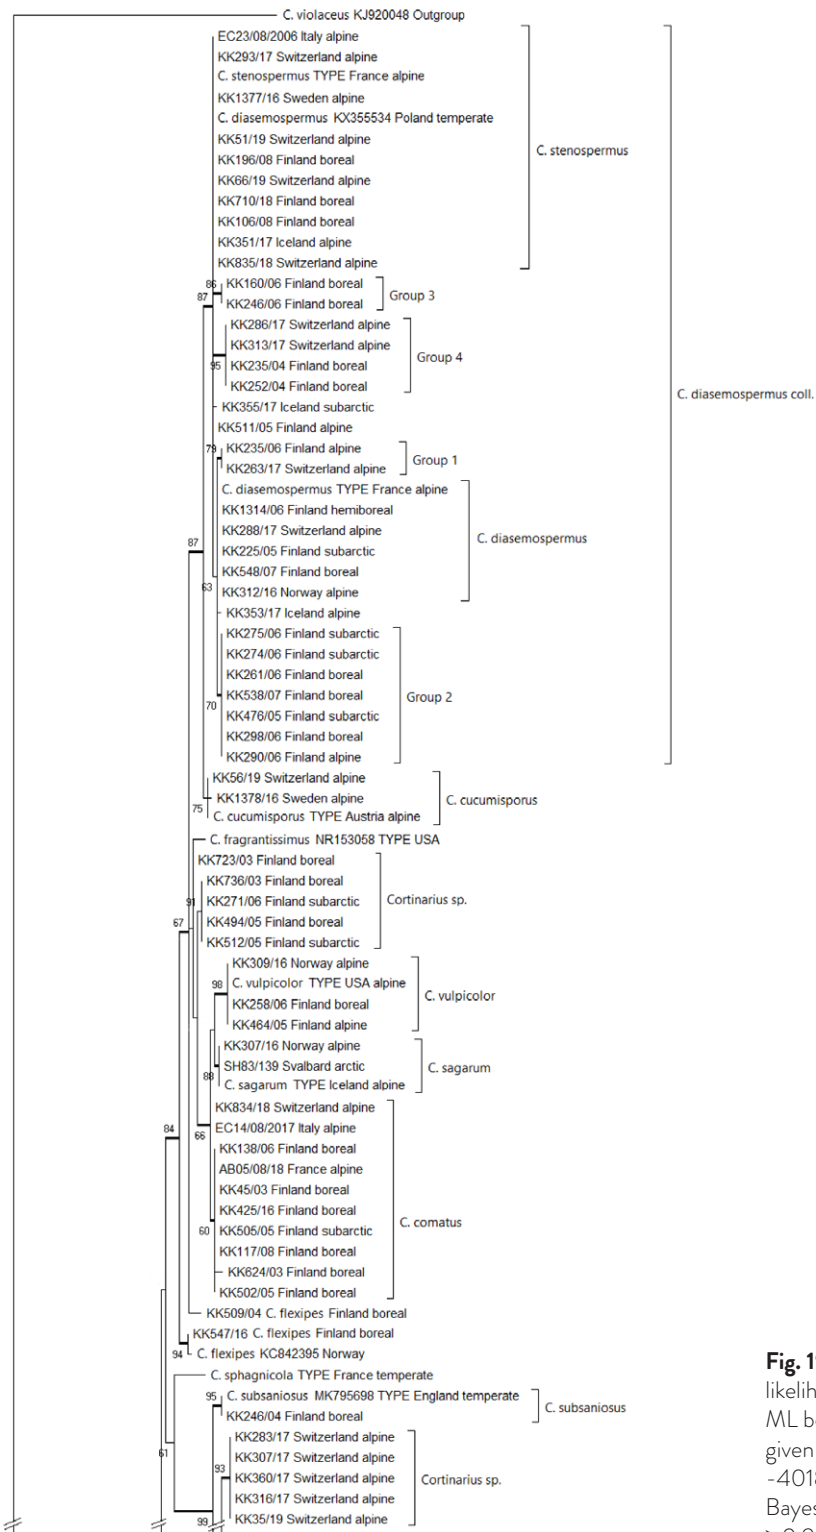 C. violaceus KJ920048 Outgroup
EC23/08/2006 Italy alpine
KK293/17 Switzerland alpine
C. stenospermus TYPE France alpine
KK1377/16 Sweden alpine
C. diasemospermus KX355534 Poland temperate
KK51/19 Switzerland alpine
C. stenospermus
KK196/08 Finland boreal
KK66/19 Switzerland alpine
KK710/18 Finland boreal
KK106/08 Finland boreal
KK351/17 Iceland alpine
KK835/18 Switzerland alpine
86
KK160/06 Finland boreal
87
Group 3
KK246/06 Finland boreal
KK286/17 Switzerland alpine
KK313/17 Switzerland alpine
Group 4
95
KK235/04 Finland boreal
KK252/04 Finland boreal
C. diasemospermus coll.
KK355/17 Iceland subarctic
KK511/05 Finland alpine
79
KK235/06 Finland alpine
Group 1
KK263/17 Switzerland alpine
C. diasemospermus TYPE France alpine
KK1314/06 Finland hemiboreal
KK288/17 Switzerland alpine
C. diasemospermus
87
KK225/05 Finland subarctic
KK548/07 Finland boreal
63
KK312/16 Norway alpine
KK353/17 Iceland alpine
KK275/06 Finland subarctic
KK274/06 Finland subarctic
KK261/06 Finland boreal
KK538/07 Finland boreal
Group 2
70
KK476/05 Finland subarctic
KK298/06 Finland boreal
KK290/06 Finland alpine
KK56/19 Switzerland alpine
KK1378/16 Sweden alpine
C. cucumisporus
75
C. cucumisporus TYPE Austria alpine
C. fragrantissimus NR153058 TYPE USA
KK723/03 Finland boreal
KK736/03 Finland boreal
91
KK271/06 Finland subarctic
Cortinarius sp.
67
KK494/05 Finland boreal
KK512/05 Finland subarctic
KK309/16 Norway alpine
98
C. vulpicolor TYPE USA alpine
C. vulpicolor
KK258/06 Finland boreal
KK464/05 Finland alpine
KK307/16 Norway alpine
SH83/139 Svalbard arctic
C. sagarum
88
C. sagarum TYPE Iceland alpine
KK834/18 Switzerland alpine
84
EC14/08/2017 Italy alpine
66
KK138/06 Finland boreal
AB05/08/18 France alpine
KK45/03 Finland boreal
KK425/16 Finland boreal
C. comatus
60
KK505/05 Finland subarctic
KK117/08 Finland boreal
KK624/03 Finland boreal
KK502/05 Finland boreal
KK509/04 C. flexipes Finland boreal
KK547/16 C. flexipes Finland boreal
94
C. flexipes KC842395 Norway
C. sphagnicola TYPE France temperate
95
C. subsaniosus MK795698 TYPE England temperate
C. subsaniosus
KK246/04 Finland boreal
KK283/17 Switzerland alpine
61
KK307/17 Switzerland alpine
93
KK360/17 Switzerland alpine
Cortinarius sp.
KK316/17 Switzerland alpine
99
KK35/19 Switzerland alpine
Fig.
likelih
ML b
given
-4018
Bayes